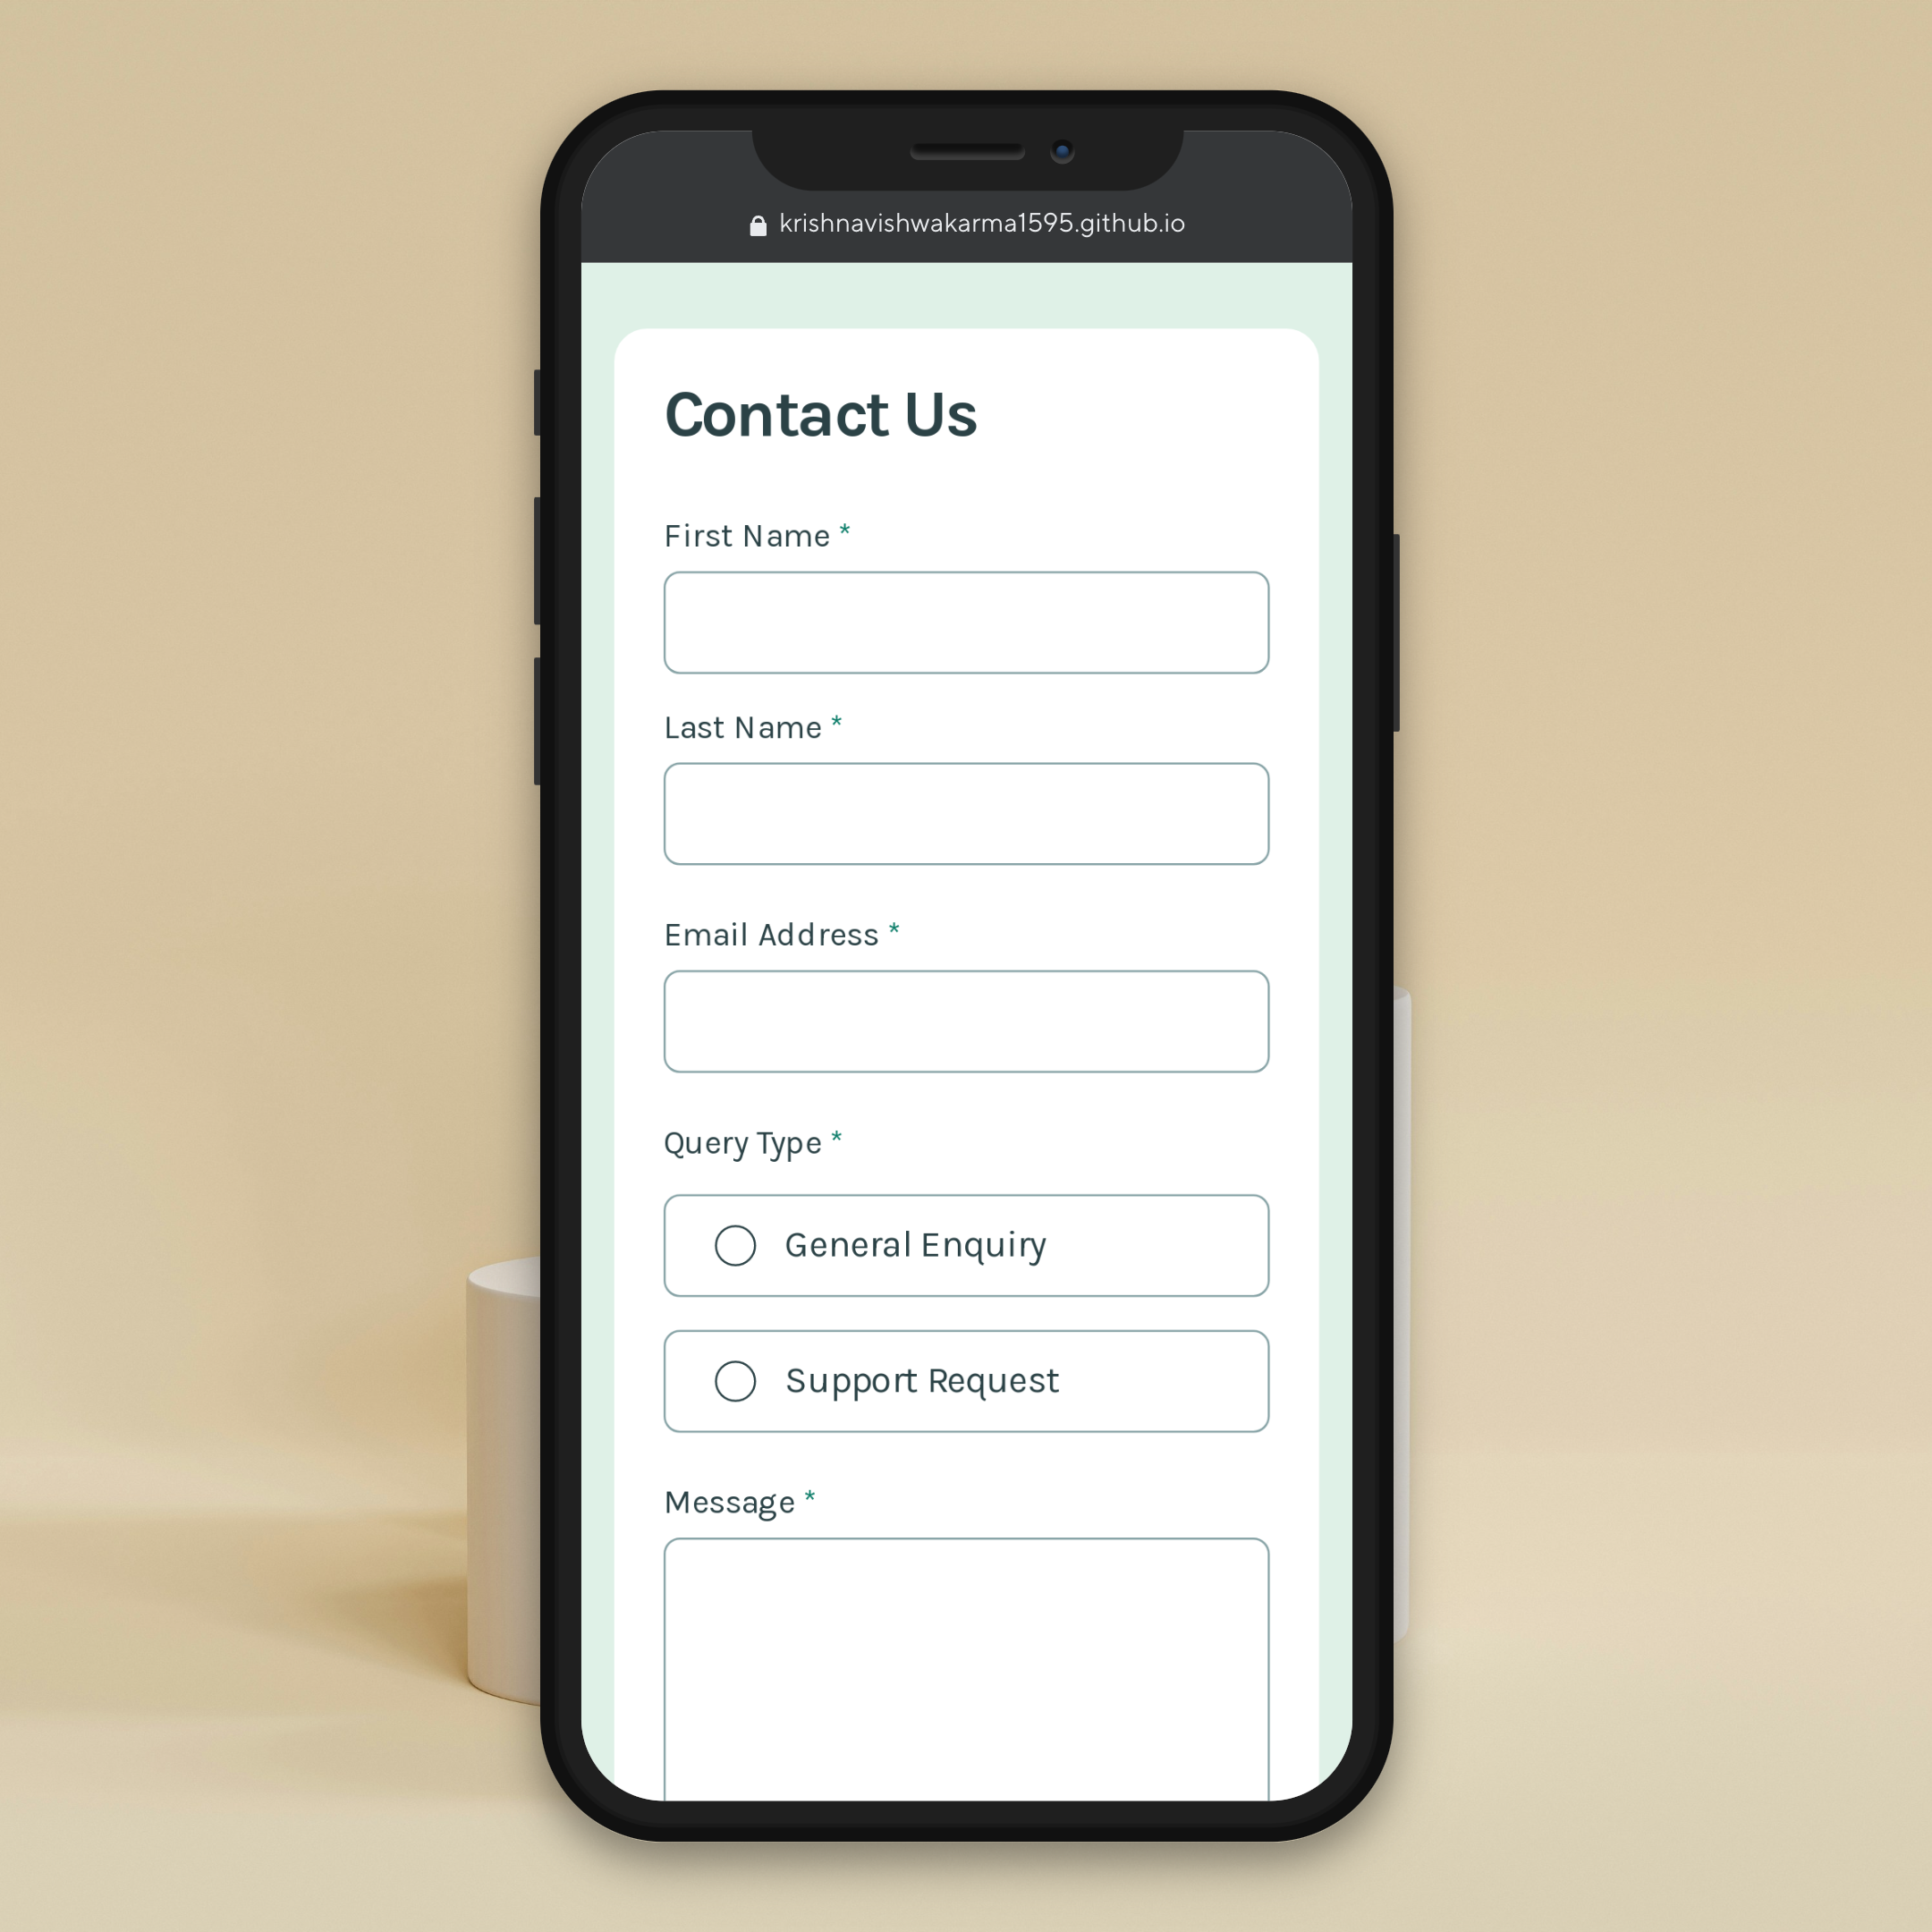 krishnavishwakarma1595.github.io
Contact Us
First Name *
Last Name *
Email Address *
Query Type *
General Enquiry
Support Request
Message *